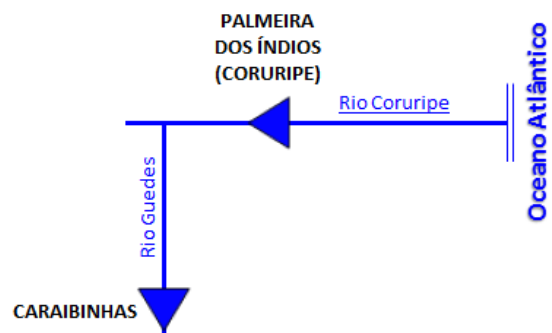 PALMEIRA
DOS ÍNDIOS
(CORURIPE)
Rio Coruripe
Oceano Atlântico
Rio Guedes
CARAIBINHAS